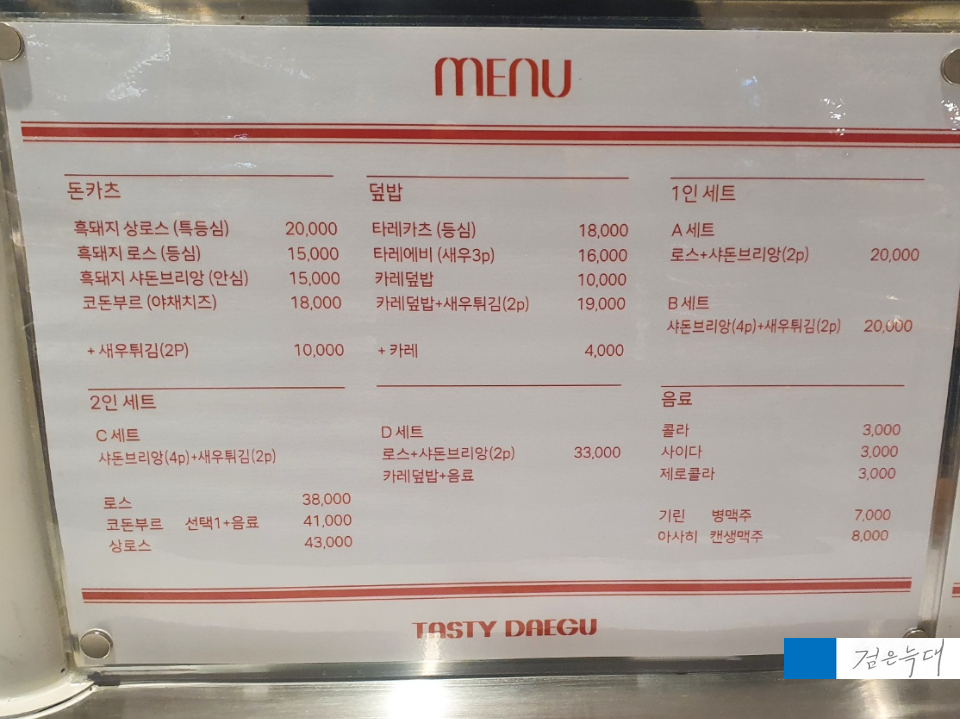 MENU
돈카츠
흑돼지 상로스 (특등심) 20,000
흑돼지 로스 (등심) 15,000
흑돼지 샤돈브리앙 (안심) 15,000
코돈부르 (야채치즈) 18,000
+ 새우튀김(2P) 10,000
덮밥
타레카츠 (등심) 18,000
타레에비 (새우3p) 16,000
카레덮밥 10,000
카레덮밥+새우튀김(2p) 19,000
+ 카레 4,000
1인 세트
A 세트
로스+샤돈브리앙(2p) 20,000
B 세트
샤돈브리앙(4p)+새우튀김(2p) 20,000
2인 세트
C 세트
샤돈브리앙(4p)+새우튀김(2p)
로스 38,000
코돈부르 선택1+음료 41,000
상로스 43,000
D 세트
로스+샤돈브리앙(2p) 33,000
카레덮밥+음료
음료
콜라 3,000
사이다 3,000
제로콜라 3,000
기린 병맥주 7,000
아사히 캔생맥주 8,000
TASTY DAEGU
검은늑대